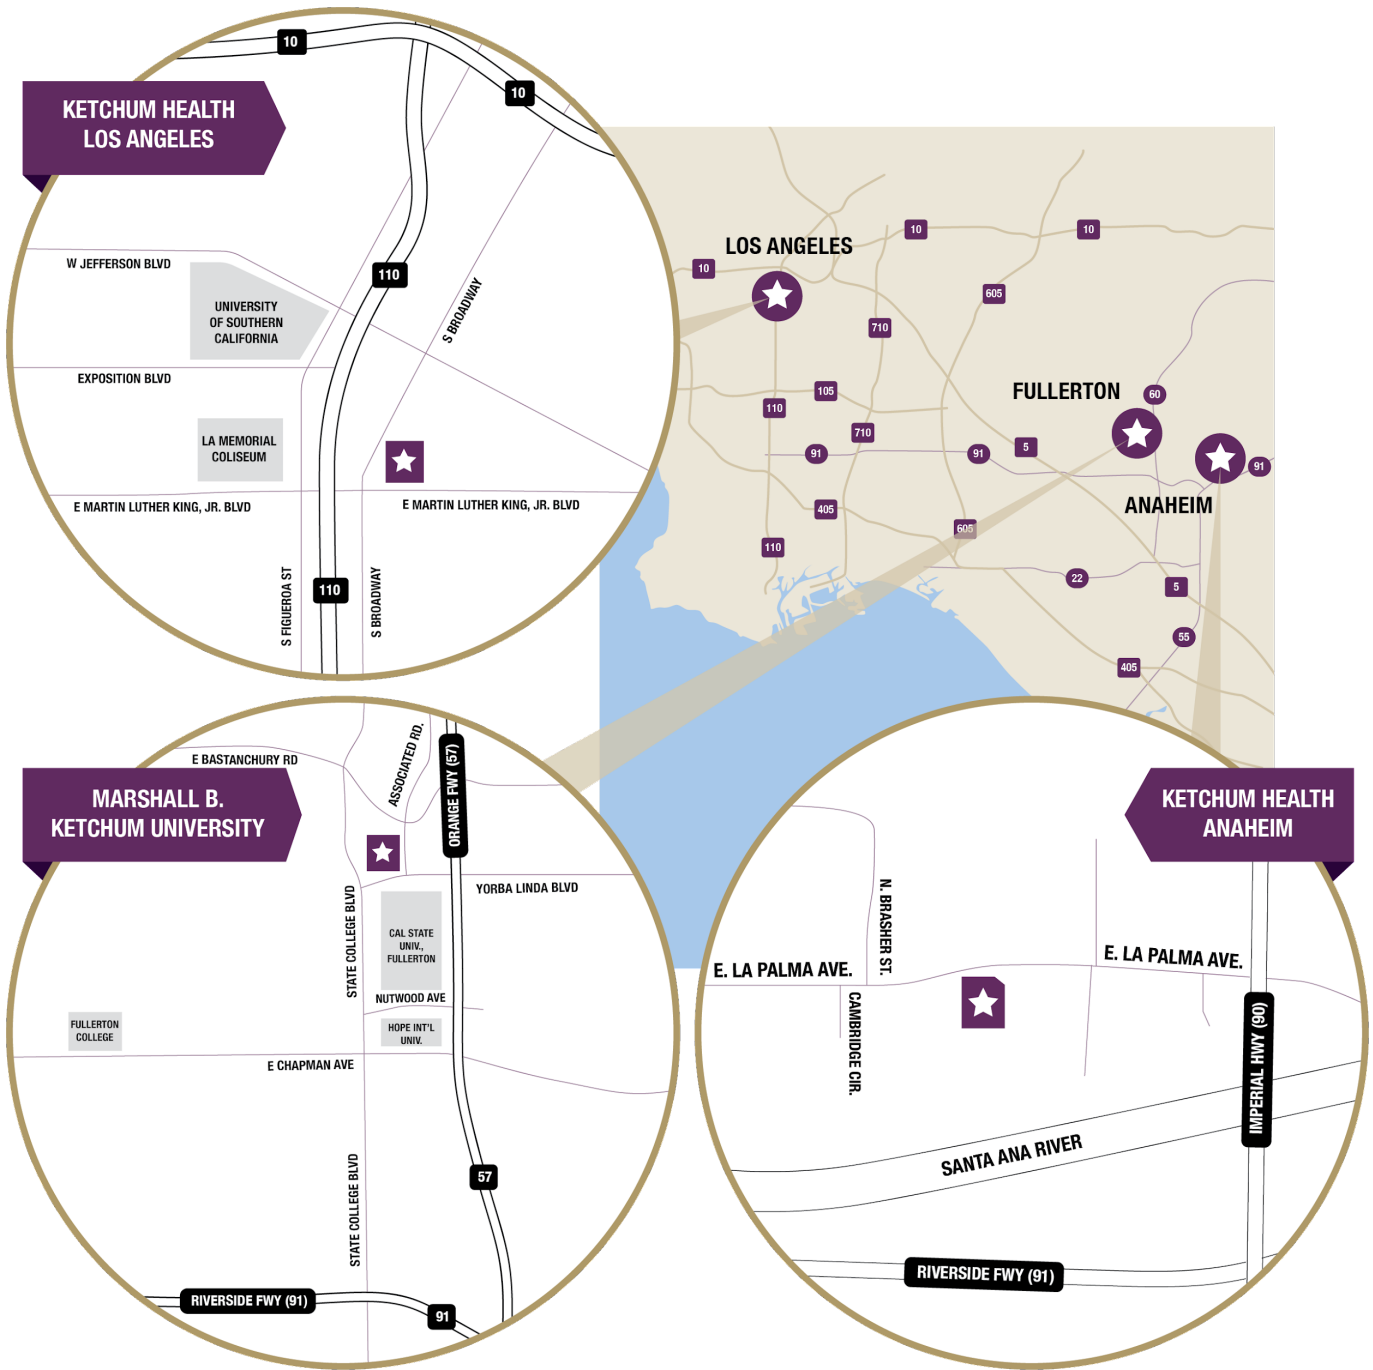 10
10
KETCHUM HEALTH
LOS ANGELES
W JEFFERSON BLVD
110
UNIVERSITY
OF SOUTHERN
CALIFORNIA
S BROADWAY
EXPOSITION BLVD
LA MEMORIAL
COLISEUM
E MARTIN LUTHER KING, JR. BLVD
E MARTIN LUTHER KING, JR. BLVD
S FIGUEROA ST
110
S BROADWAY
LOS ANGELES
10
10
10
605
710
105
110
FULLERTON
60
710
91
91
5
91
ANAHEIM
405
605
110
22
5
55
405
E BASTANCHURY RD
ASSOCIATED RD.
ORANGE FWY (57)
MARSHALL B.
KETCHUM UNIVERSITY
YORBA LINDA BLVD
STATE COLLEGE BLVD
CAL STATE
UNIV.,
FULLERTON
NUTWOOD AVE
FULLERTON
COLLEGE
HOPE INT'L
UNIV.
E CHAPMAN AVE
57
STATE COLLEGE BLVD
RIVERSIDE FWY (91)
91
KETCHUM HEALTH
ANAHEIM
N. BRASHER ST.
E. LA PALMA AVE.
E. LA PALMA AVE.
CAMBRIDGE CIR.
IMPERIAL HWY (90)
SANTA ANA RIVER
RIVERSIDE FWY (91)